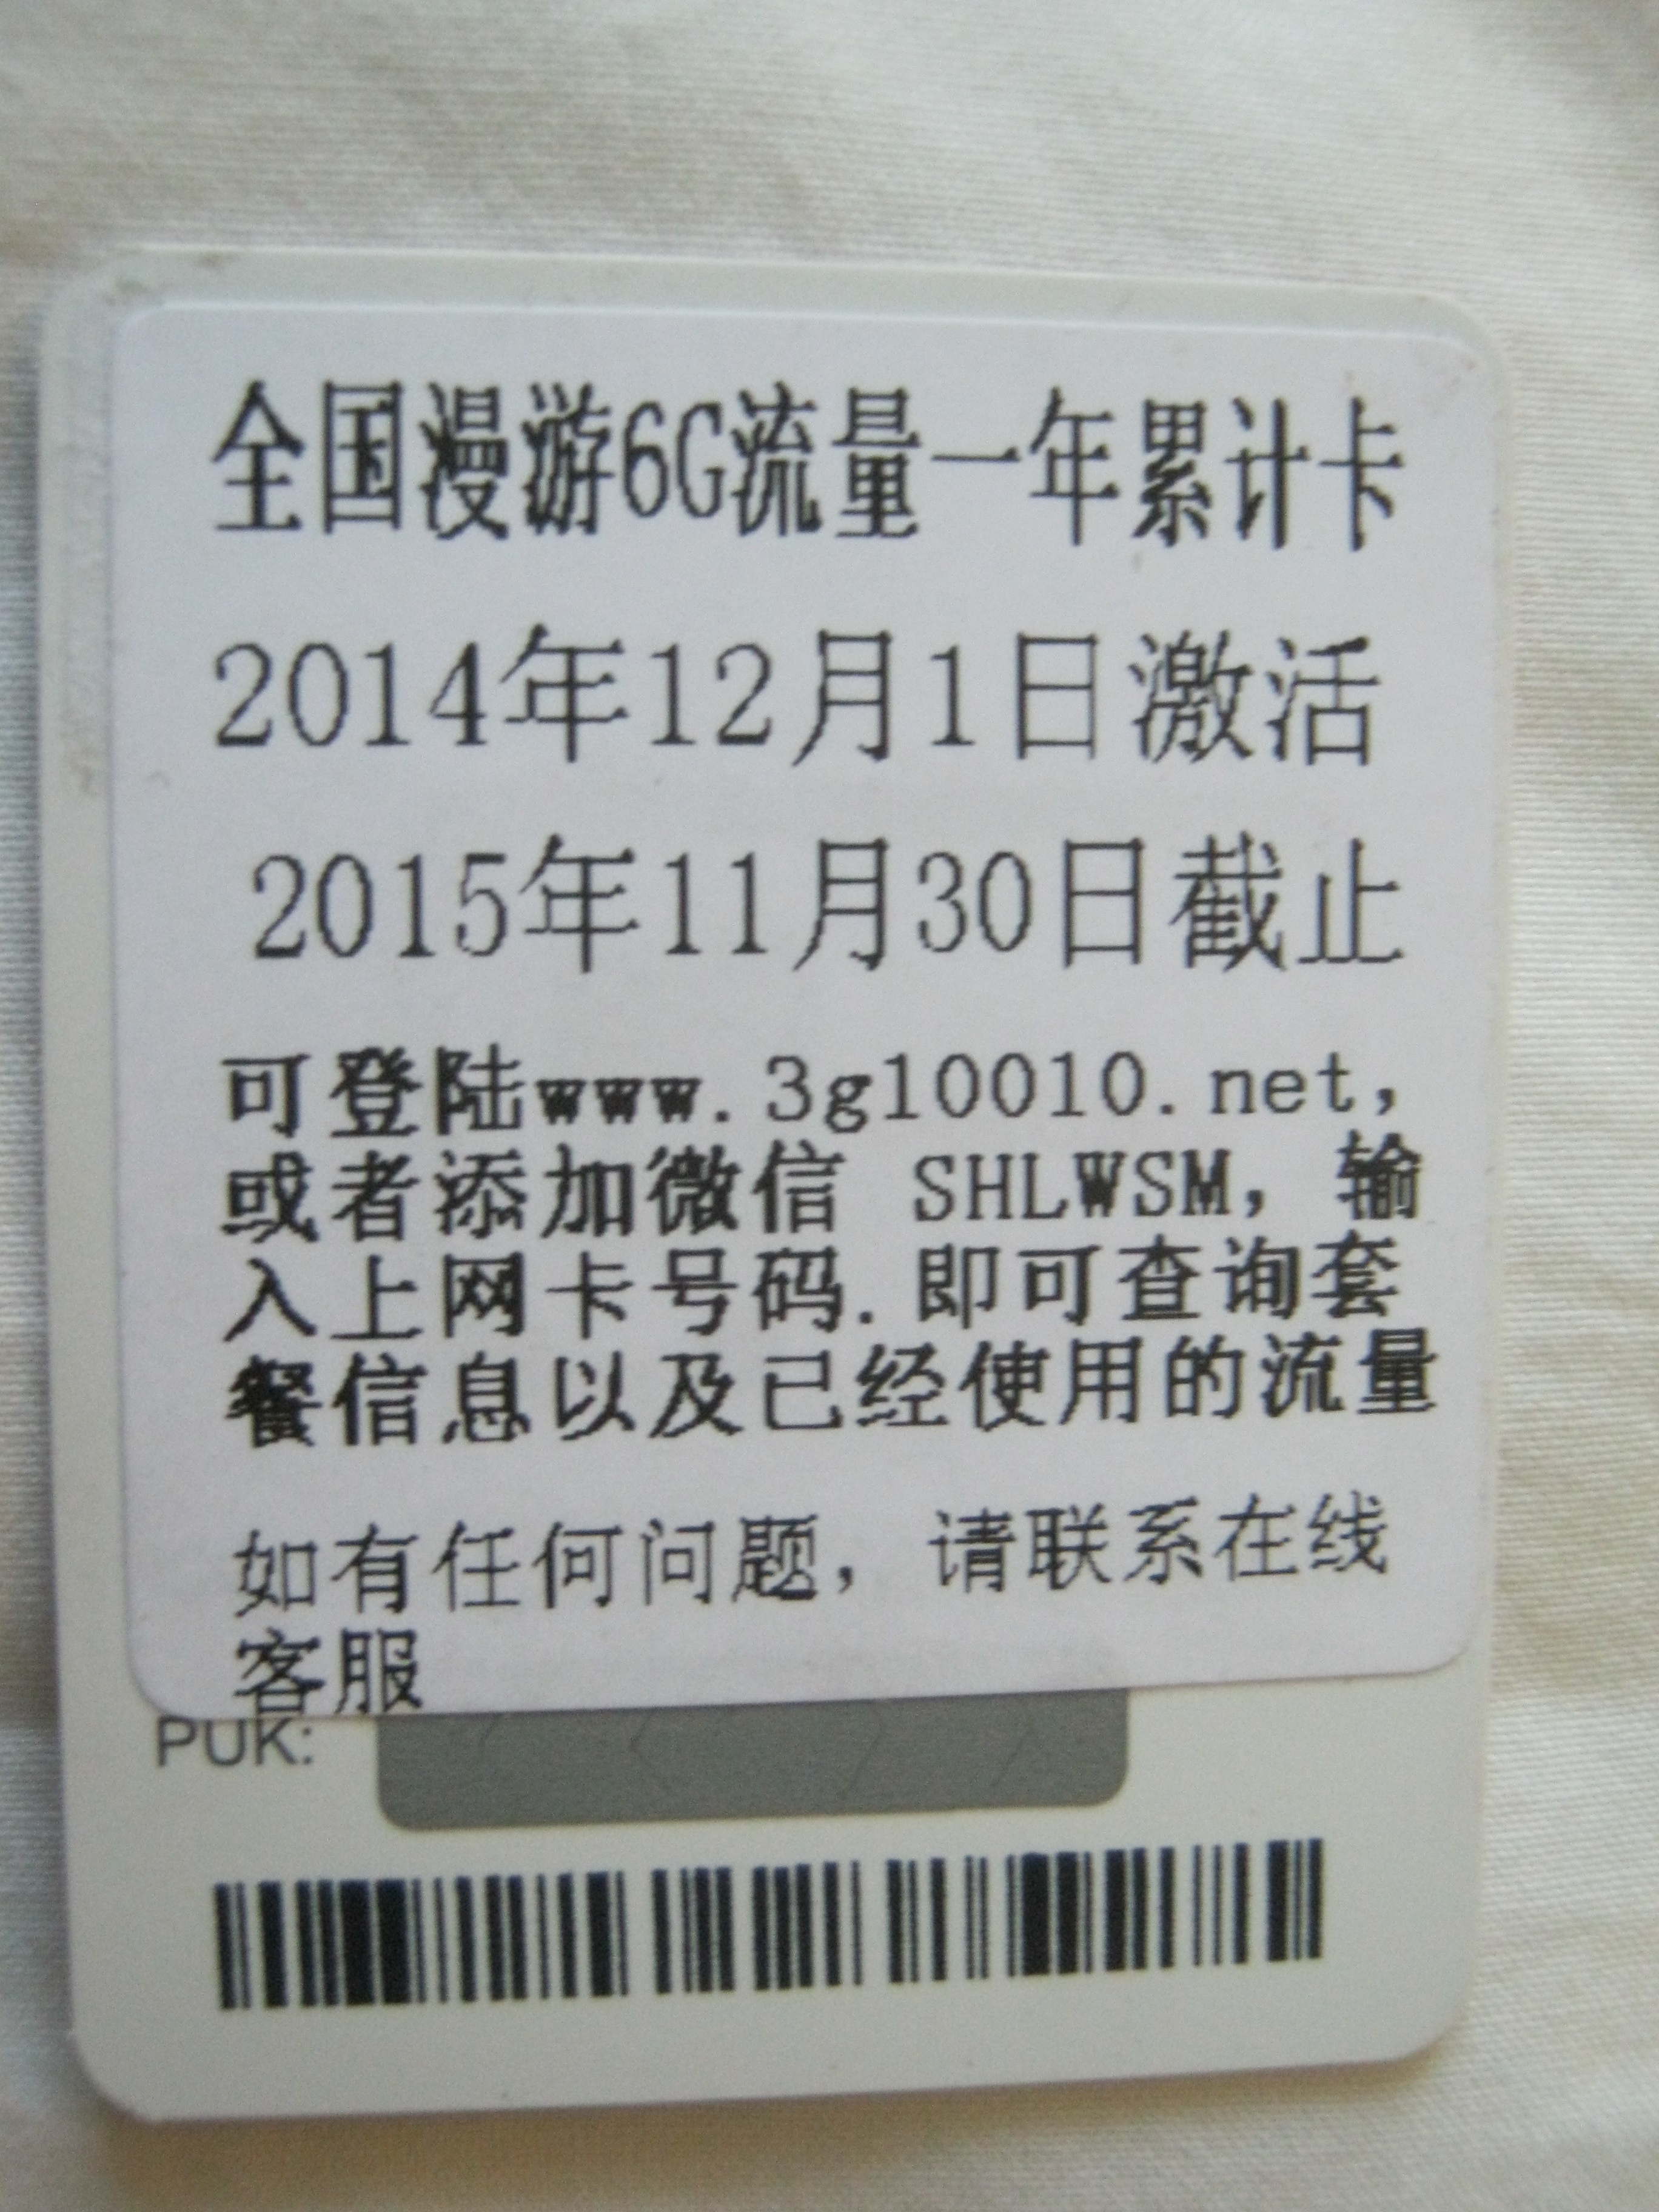 全国漫游6G流量一年累计卡
2014年12月1日激活
2015年11月30日截止
可登陆www.3g10010.net,
或者添加微信 SHLWSM, 输
入上网卡号码.即可查询套
餐信息以及已经使用的流量
如有任何问题，请联系在线
客服
PUK: